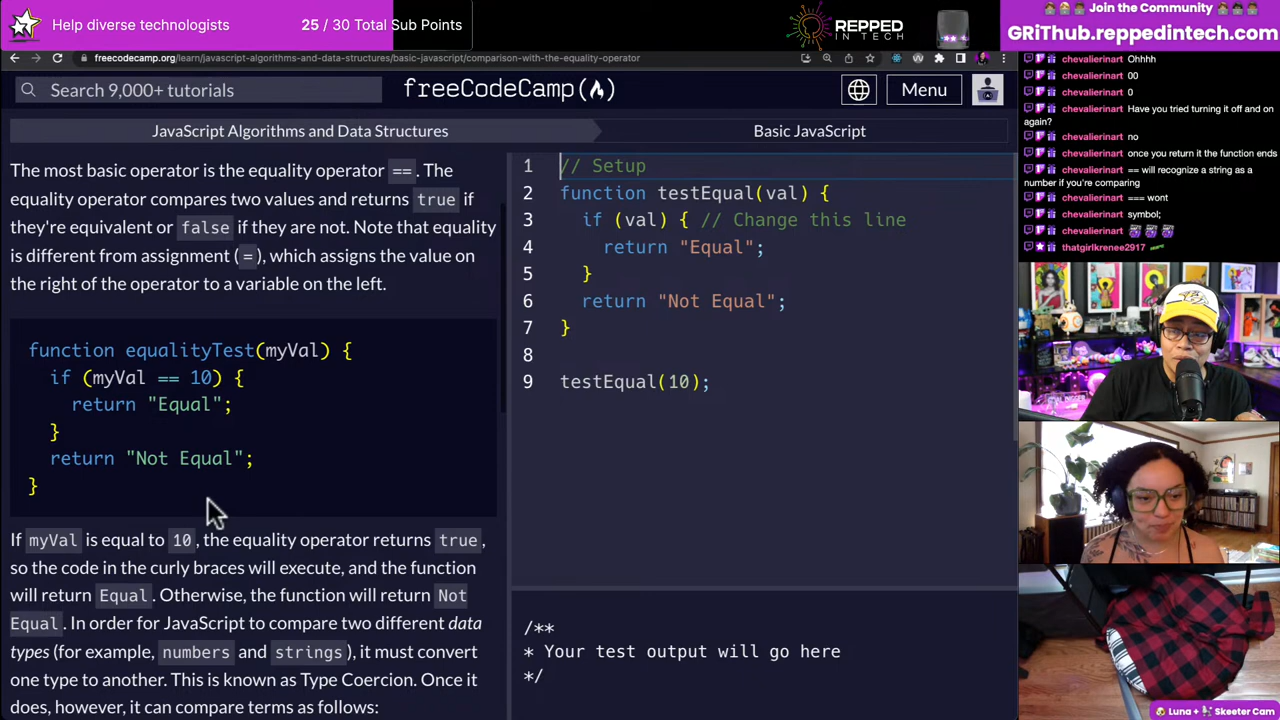 Help diverse technologists
25 / 30 Total Sub Points
REPPED
IN TECH
Join the Community
GRiThub.reppedintech.com
freecodecamp.org/learn/javascript-algorithms-and-data-structures/basic-javascript/comparison-with-the-equality-operator
Search 9,000+ tutorials
freeCodeCamp
Menu
JavaScript Algorithms and Data Structures
Basic JavaScript
The most basic operator is the equality operator ==. The
equality operator compares two values and returns true if
they're equivalent or false if they are not. Note that equality
is different from assignment (=), which assigns the value on
the right of the operator to a variable on the left.
function equalityTest(myVal) {
if (myVal == 10) {
return "Equal";
}
return "Not Equal";
}
If myVal is equal to 10, the equality operator returns true,
so the code in the curly braces will execute, and the function
will return Equal. Otherwise, the function will return Not
Equal. In order for JavaScript to compare two different data
types (for example, numbers and strings), it must convert
one type to another. This is known as Type Coercion. Once it
does, however, it can compare terms as follows:
1 // Setup
2 function testEqual(val) {
3 if (val) { // Change this line
4 return "Equal";
5 }
6 return "Not Equal";
7 }
8
9 testEqual(10);
/**
* Your test output will go here
*/
chevalierinart Ohhhh
chevalierinart 00
chevalierinart 0
chevalierinart Have you tried turning it off and on
again?
chevalierinart no
chevalierinart once you return it the function ends
chevalierinart == will recognize a string as a
number if you're comparing
chevalierinart === wont
chevalierinart symbol;
chevalierinart
thatgirlkrenee2917
Luna + Skeeter Cam